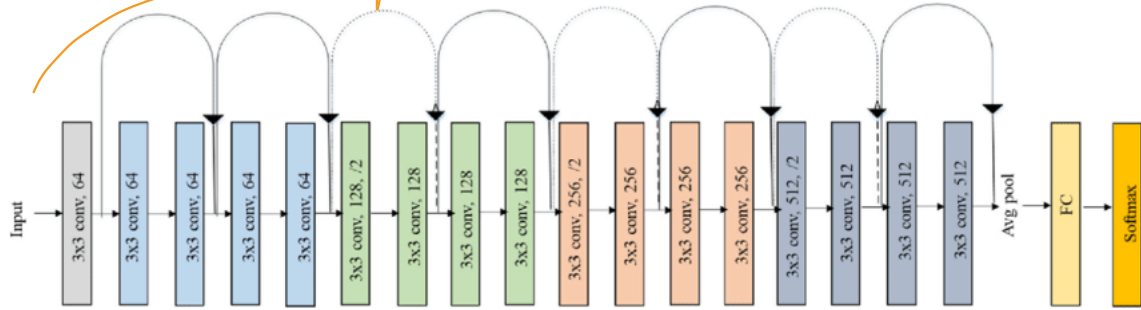 Input
3x3 conv, 64
3x3 conv, 64
3x3 conv, 64
3x3 conv, 64
3x3 conv, 64
3x3 conv, 128, /2
3x3 conv, 128
3x3 conv, 128
3x3 conv, 128
3x3 conv, 256, /2
3x3 conv, 256
3x3 conv, 256
3x3 conv, 256
3x3 conv, 512, /2
3x3 conv, 512
3x3 conv, 512
3x3 conv, 512
Avg pool
FC
Softmax